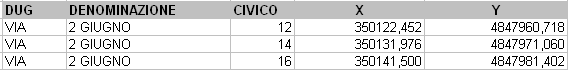 DUG DENOMINAZIONE CIVICO X Y
VIA 2 GIUGNO 12 350122,452 4847960,718
VIA 2 GIUGNO 14 350131,976 4847971,060
VIA 2 GIUGNO 16 350141,500 4847981,402